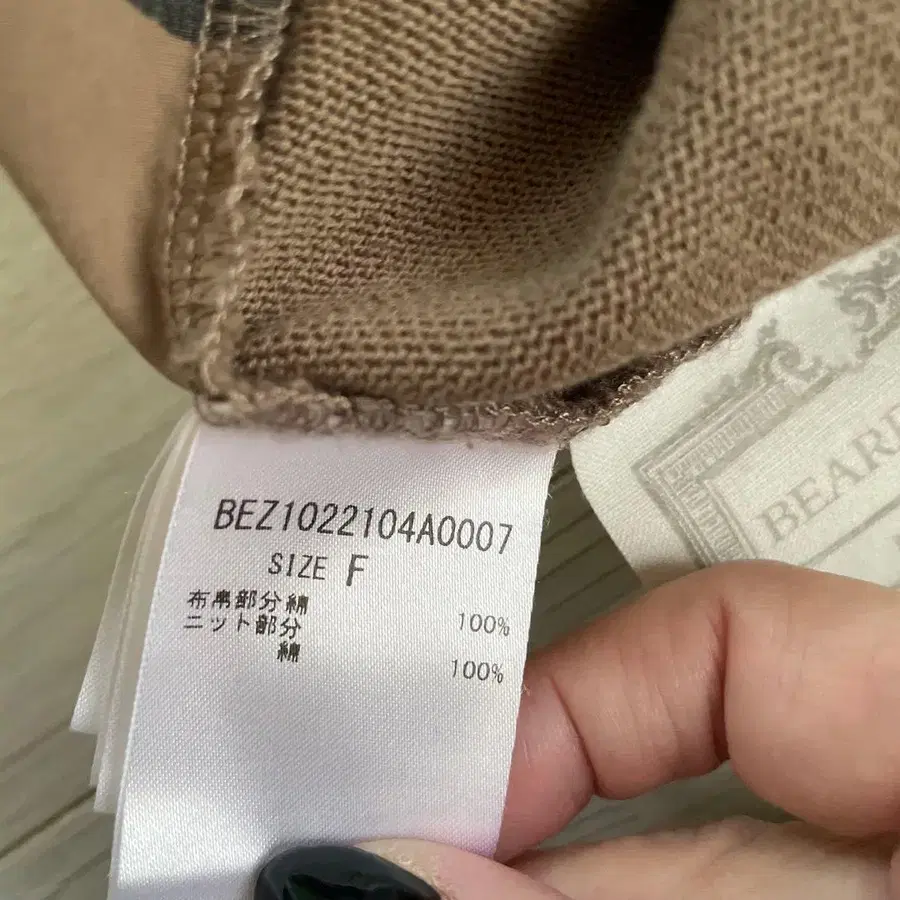 BEZ1022104A0007
SIZE F
布帛部分綿 100%
ニット部分
綿 100%
BEAR